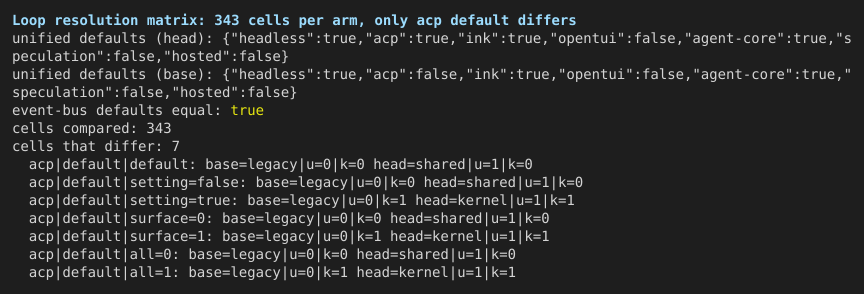 Loop resolution matrix: 343 cells per arm, only acp default differs
unified defaults (head): {"headless":true,"acp":true,"ink":true,"opentui":false,"agent-core":true,"s
peculation":false,"hosted":false}
unified defaults (base): {"headless":true,"acp":false,"ink":true,"opentui":false,"agent-core":true,"
speculation":false,"hosted":false}
event-bus defaults equal: true
cells compared: 343
cells that differ: 7
  acp|default|default: base=legacy|u=0|k=0 head=shared|u=1|k=0
  acp|default|setting=false: base=legacy|u=0|k=0 head=shared|u=1|k=0
  acp|default|setting=true: base=legacy|u=0|k=1 head=kernel|u=1|k=1
  acp|default|surface=0: base=legacy|u=0|k=0 head=shared|u=1|k=0
  acp|default|surface=1: base=legacy|u=0|k=1 head=kernel|u=1|k=1
  acp|default|all=0: base=legacy|u=0|k=0 head=shared|u=1|k=0
  acp|default|all=1: base=legacy|u=0|k=1 head=kernel|u=1|k=1